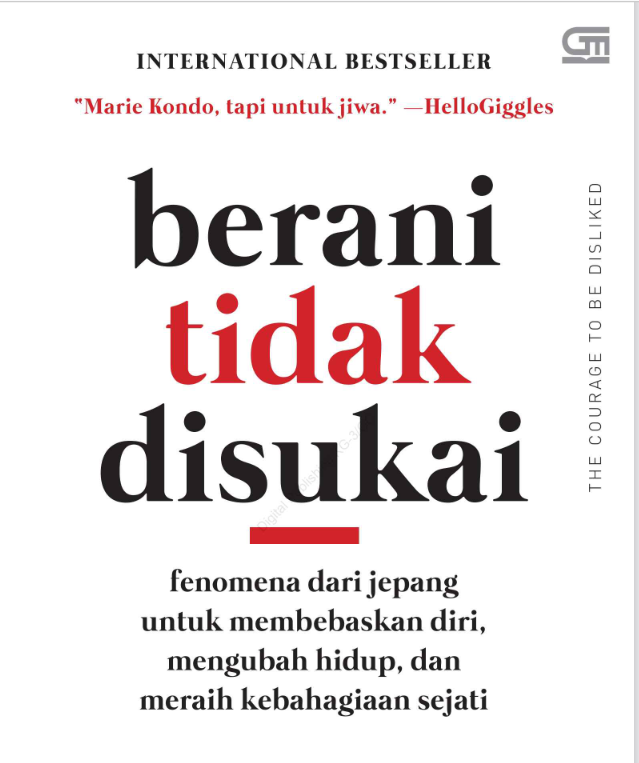 GM
INTERNATIONAL BESTSELLER
"Marie Kondo, tapi untuk jiwa." —HelloGiggles
berani
tidak
disukai
THE COURAGE TO BE DISLIKED
fenomena dari jepang
untuk membebaskan diri,
mengubah hidup, dan
meraih kebahagiaan sejati